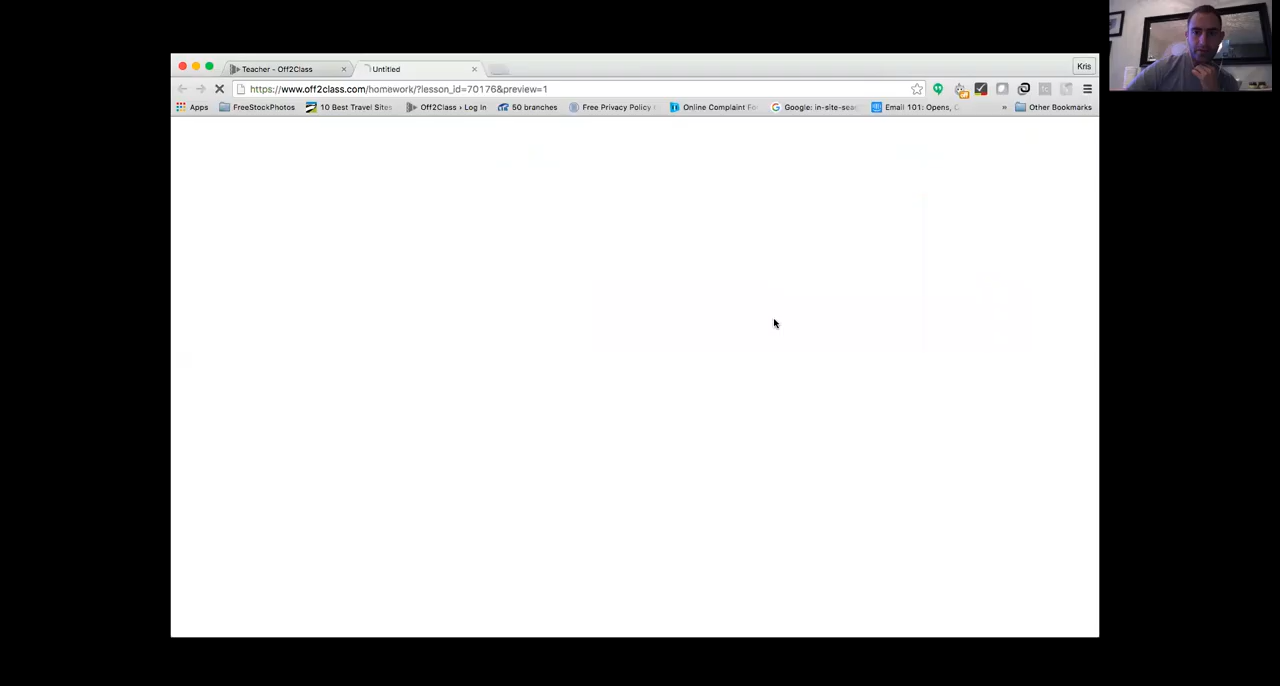 Teacher - Off2Class
Untitled
Kris
https://www.off2class.com/homework/?lesson_id=70176&preview=1
Apps FreeStockPhotos 10 Best Travel Sites Off2Class › Log In 50 branches Free Privacy Policy Online Complaint Fo Google: in-site-sea Email 101: Opens, » Other Bookmarks